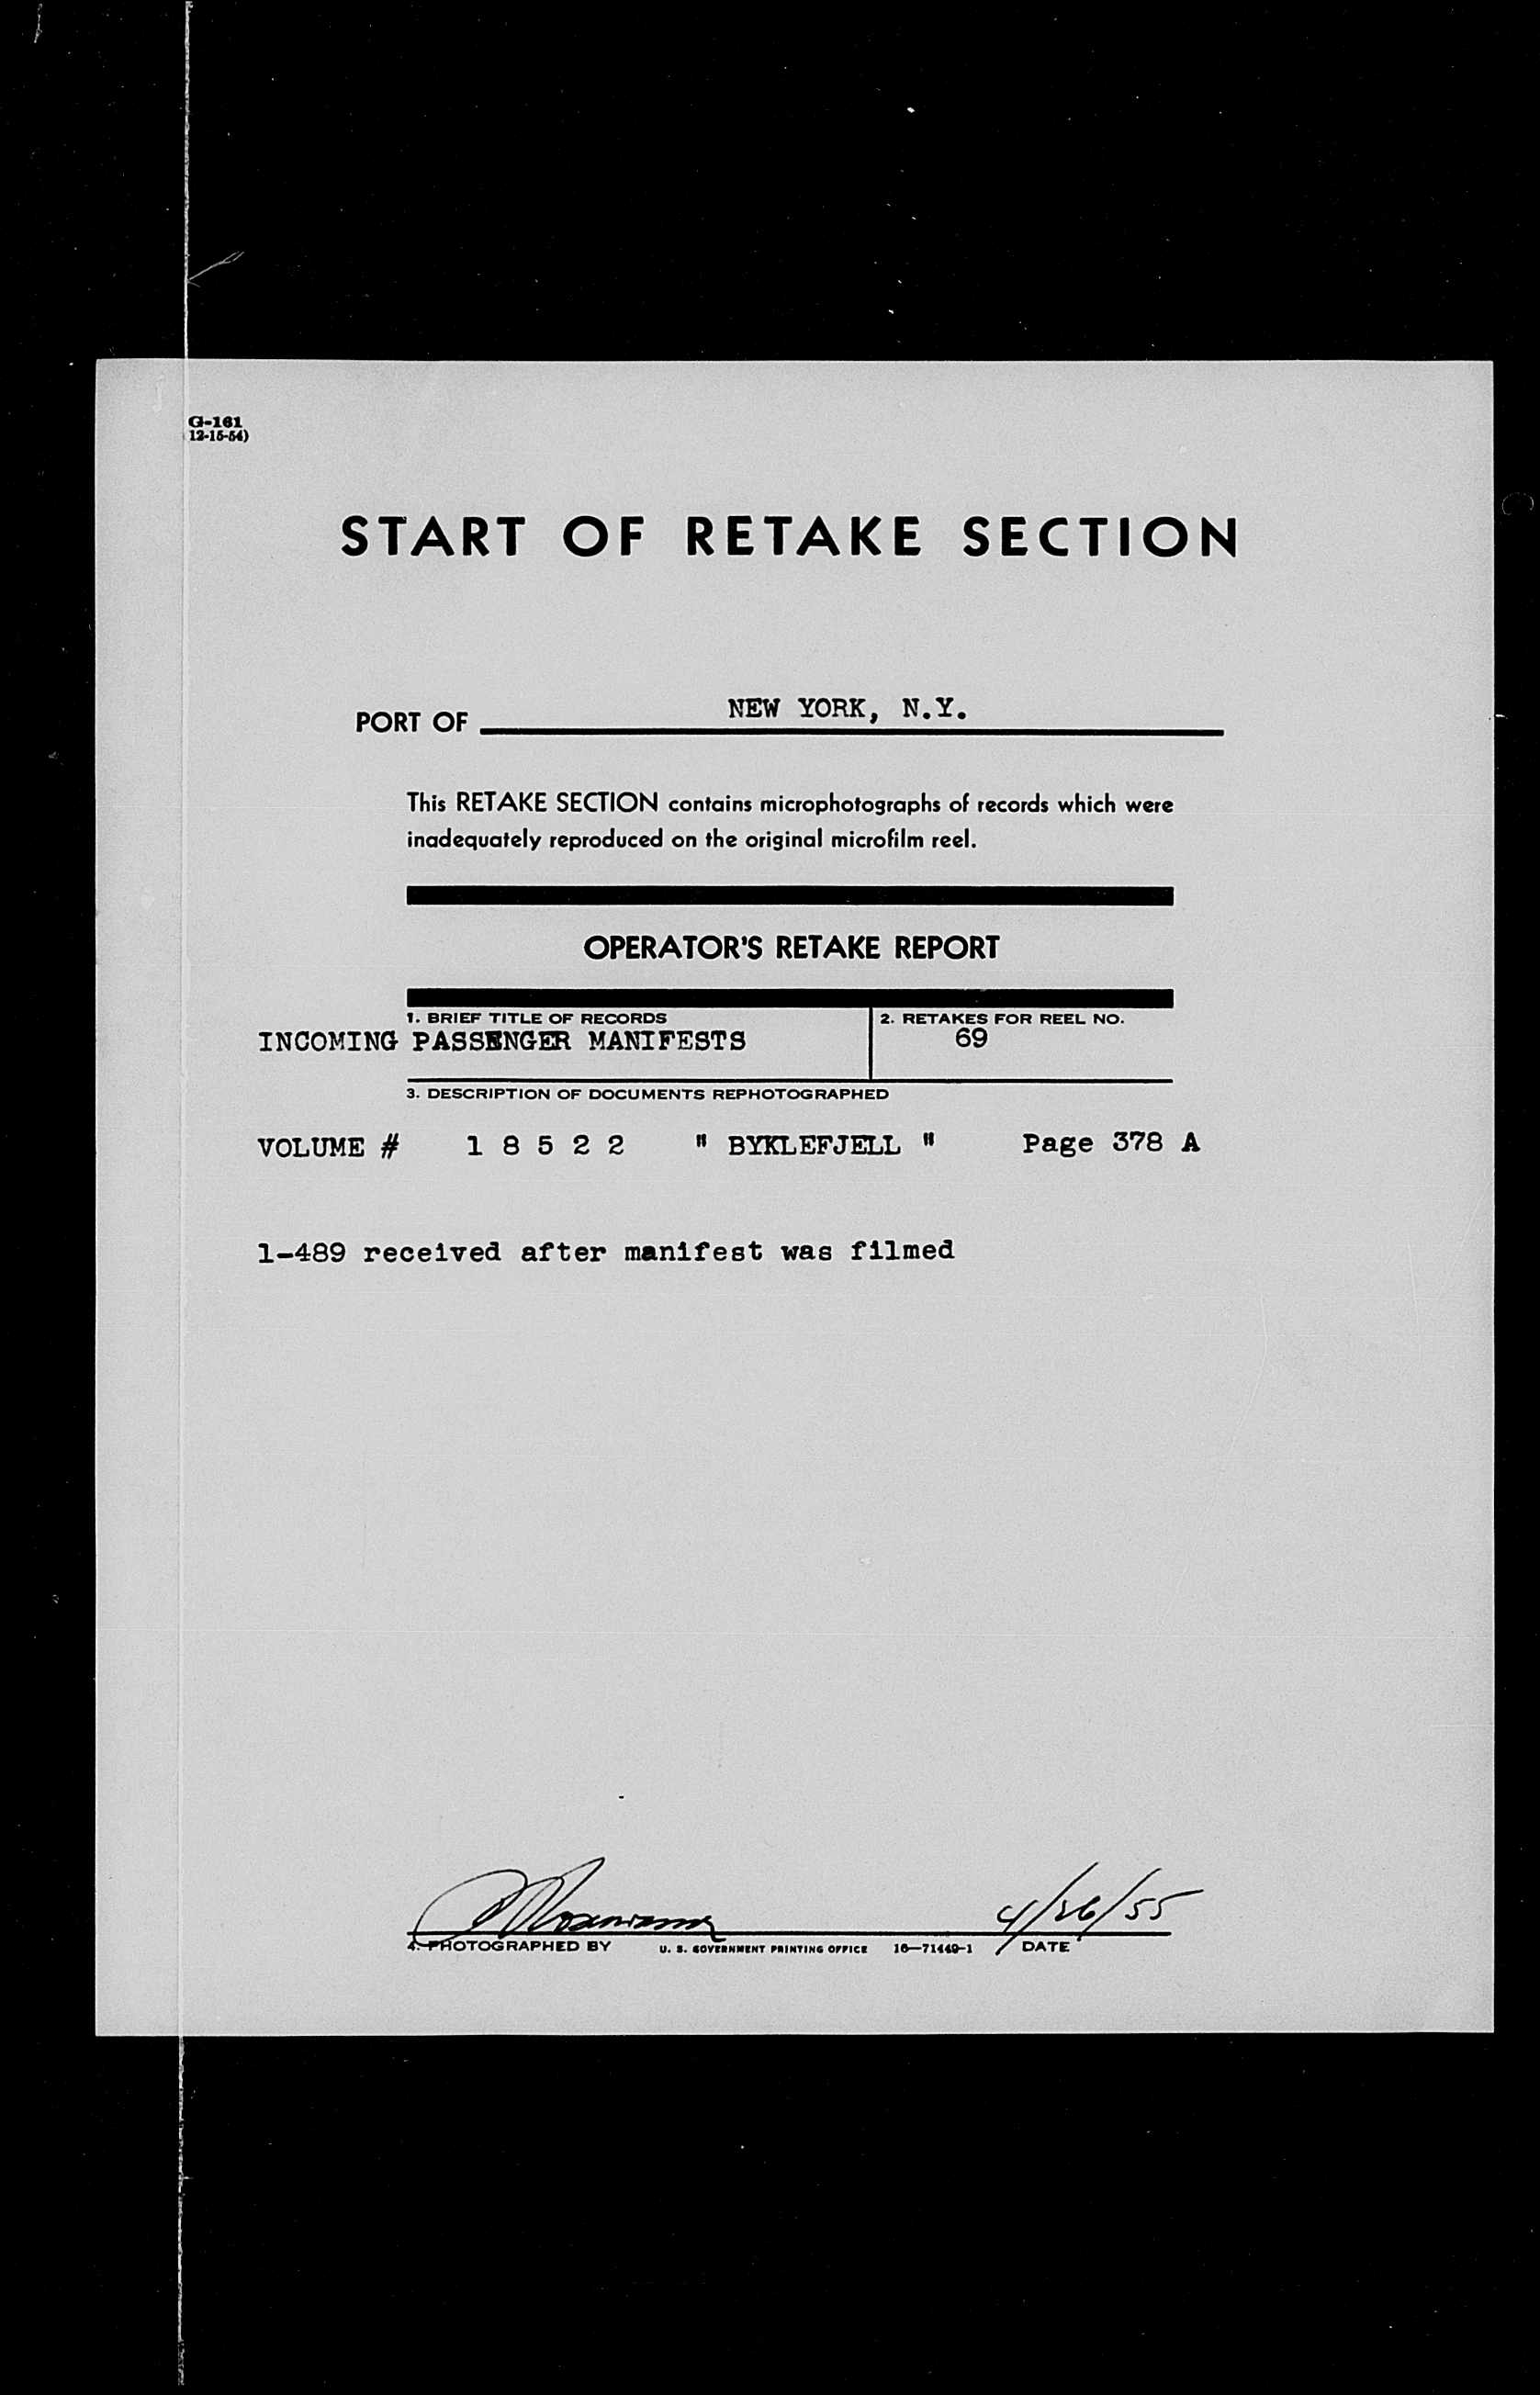 G-161
12-15-54)
START OF RETAKE SECTION
NEW YORK, N.Y.
PORT OF
This RETAKE SECTION contains microphotographs of records which were
inadequately reproduced on the original microfilm reel.
OPERATOR'S RETAKE REPORT
1. BRIEF TITLE OF RECORDS
2. RETAKES FOR REEL NO.
INCOMING PASSENGER MANIFESTS
69
3. DESCRIPTION OF DOCUMENTS REPHOTOGRAPHED
VOLUME # 1 8 5 2 2 " BYKLEFJELL " Page 378 A
1-489 received after manifest was filmed
4/26/55
4. PHOTOGRAPHED BY U. S. GOVERNMENT PRINTING OFFICE 16—71449-1 DATE